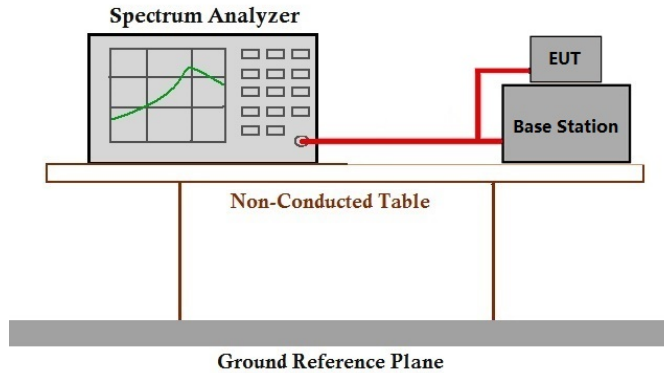 Spectrum Analyzer
EUT
Base Station
Non-Conducted Table
Ground Reference Plane